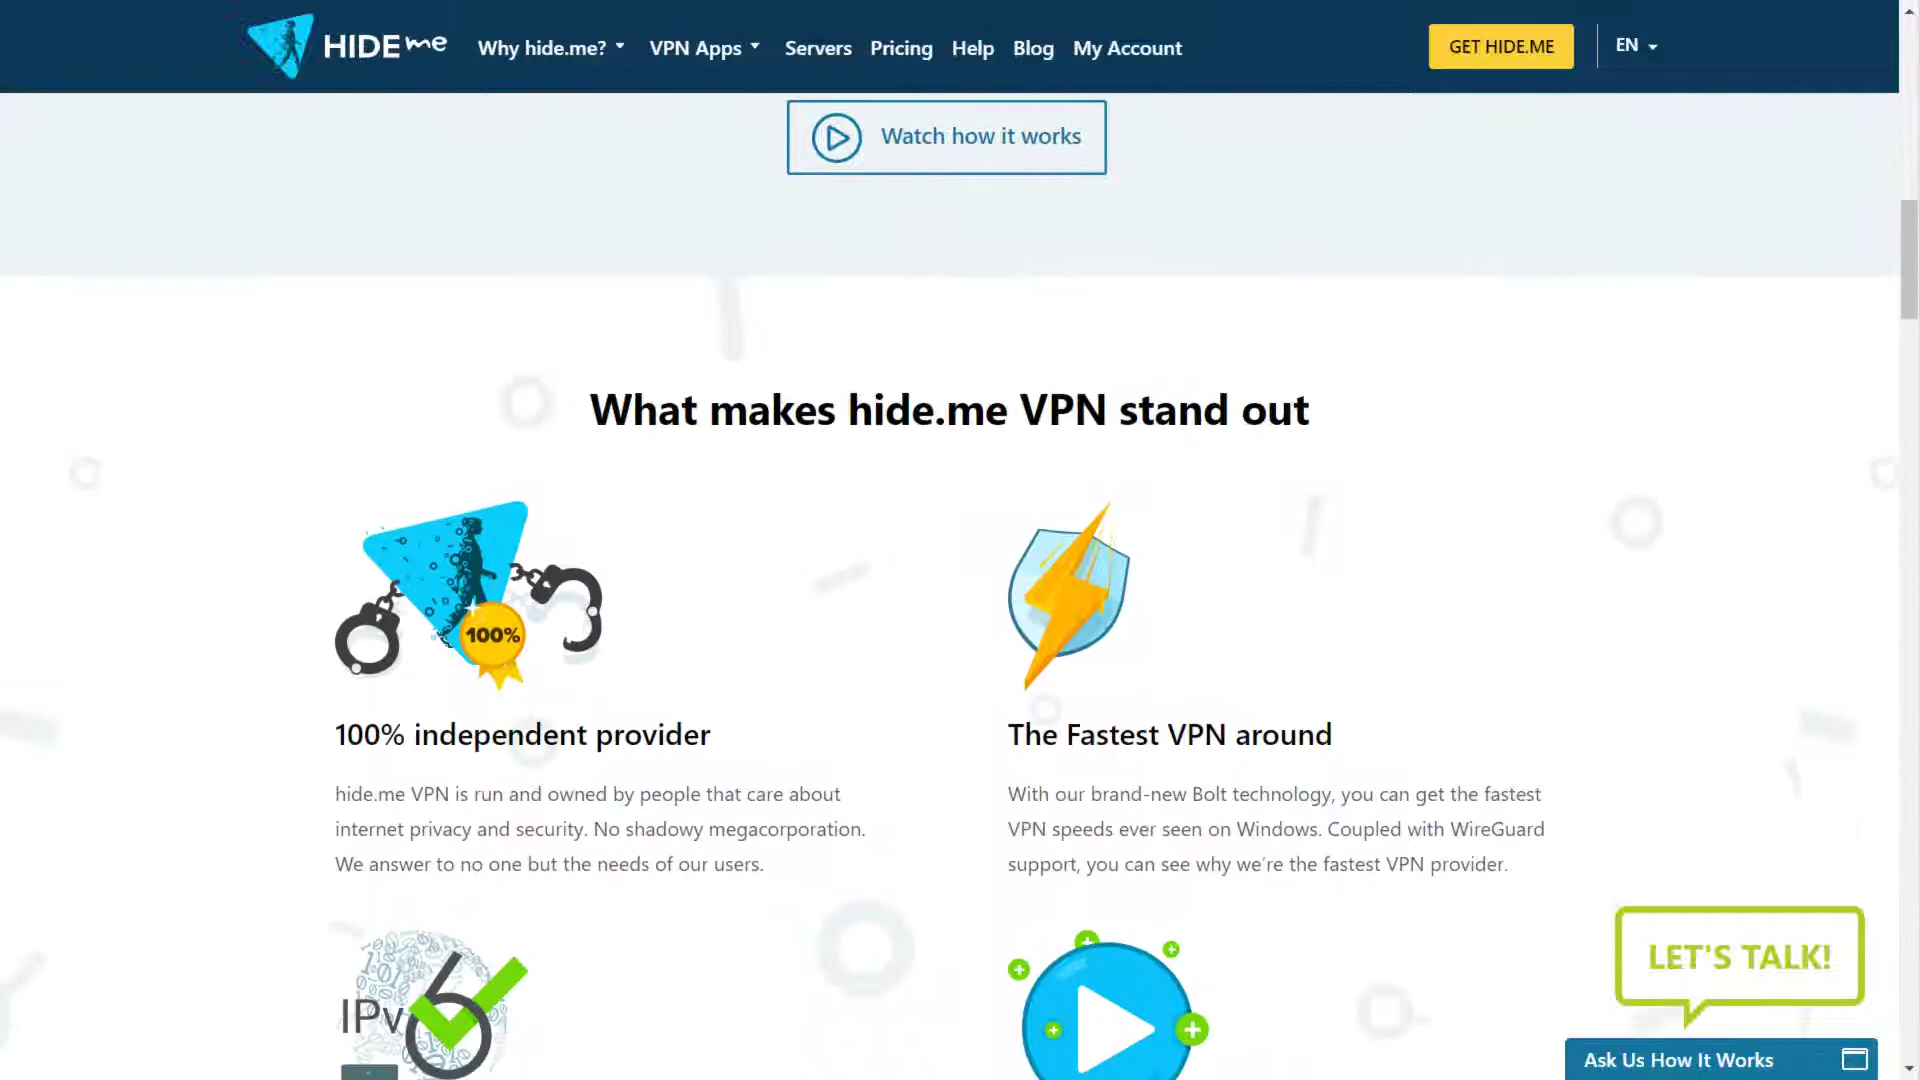 HIDEme
Why hide.me? VPN Apps Servers Pricing Help Blog My Account
GET HIDE.ME
EN
Watch how it works
What makes hide.me VPN stand out
100%
100% independent provider
hide.me VPN is run and owned by people that care about
internet privacy and security. No shadowy megacorporation.
We answer to no one but the needs of our users.
The Fastest VPN around
With our brand-new Bolt technology, you can get the fastest
VPN speeds ever seen on Windows. Coupled with WireGuard
support, you can see why we’re the fastest VPN provider.
IPv6
LET'S TALK!
Ask Us How It Works